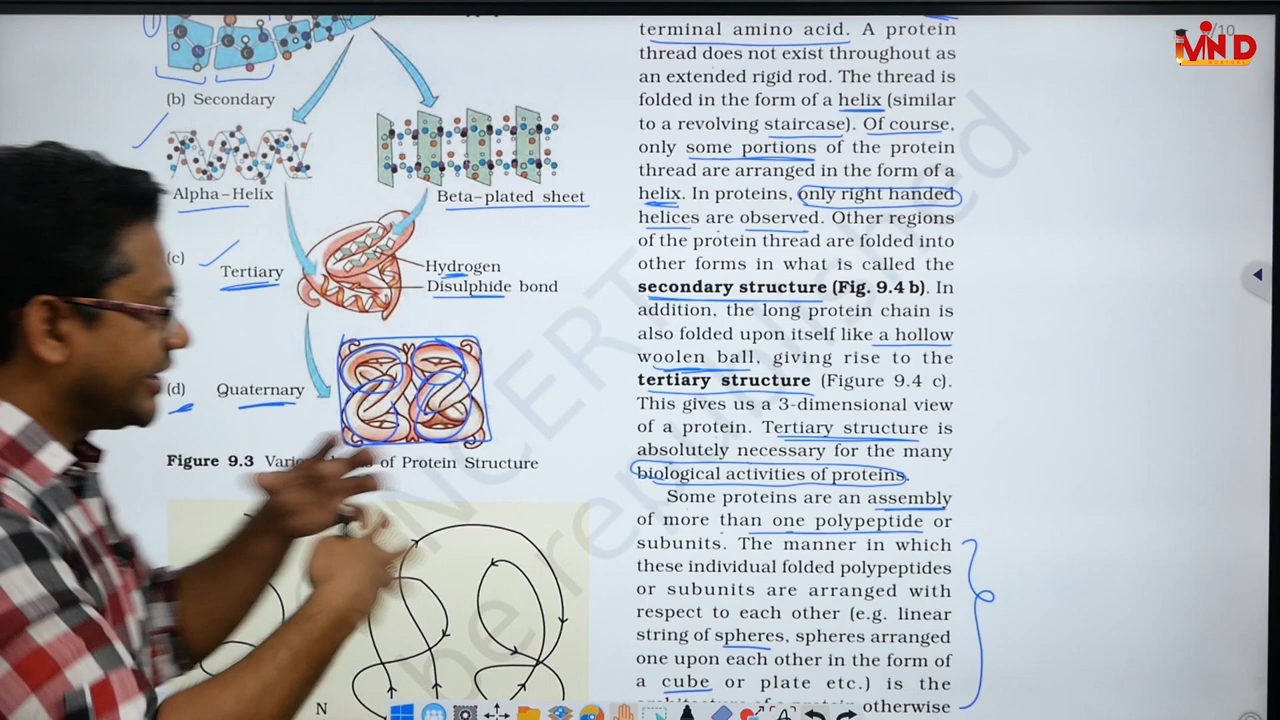 (b) Secondary
Alpha-Helix
Beta-plated sheet
(c)
Tertiary
Hydrogen
Disulphide bond
(d) Quaternary
Figure 9.3
of Protein Structure
N
terminal amino acid. A protein
thread does not exist throughout as
an extended rigid rod. The thread is
folded in the form of a helix (similar
to a revolving staircase). Of course,
only some portions of the protein
thread are arranged in the form of a
helix. In proteins, only right handed
helices are observed. Other regions
of the protein thread are folded into
other forms in what is called the
secondary structure (Fig. 9.4 b). In
addition, the long protein chain is
also folded upon itself like a hollow
woolen ball, giving rise to the
tertiary structure (Figure 9.4 c).
This gives us a 3-dimensional view
of a protein. Tertiary structure is
absolutely necessary for the many
biological activities of proteins.
Some proteins are an assembly
of more than one polypeptide or
subunits. The manner in which
these individual folded polypeptides
or subunits are arranged with
respect to each other (e.g. linear
string of spheres, spheres arranged
one upon each other in the form of
a cube or plate etc.) is the
otherwise
/10
MIND